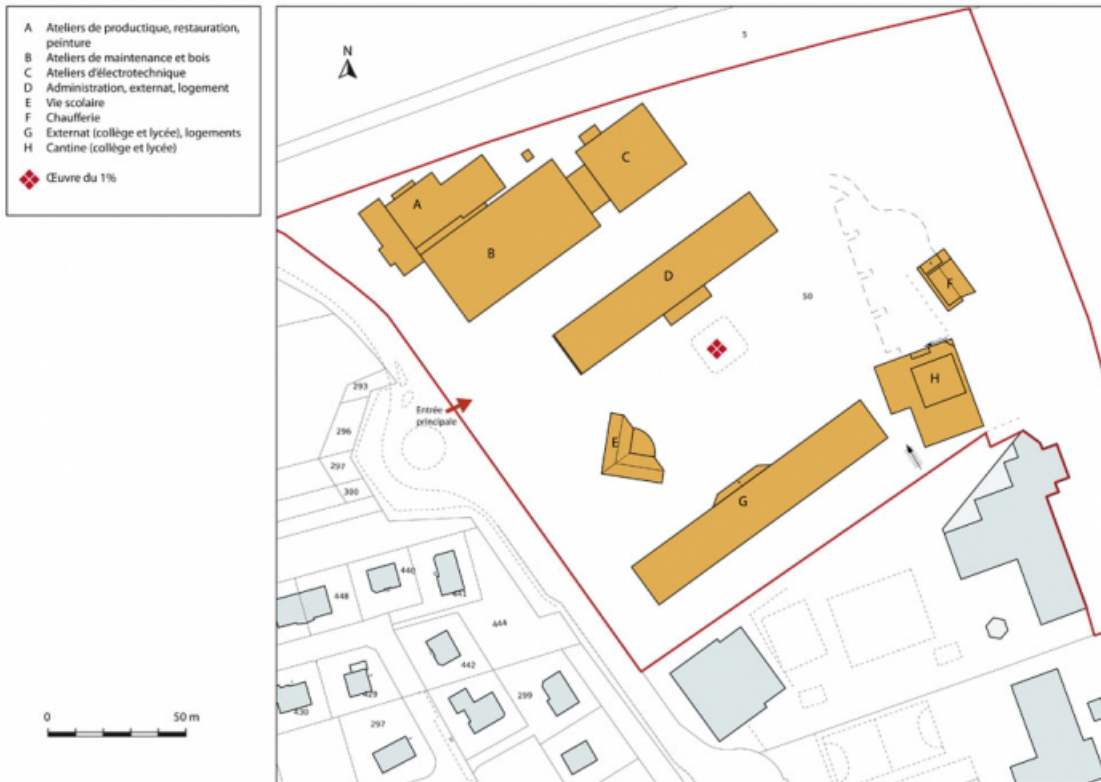 A Ateliers de productique, restauration,
peinture
B Ateliers de maintenance et bois
C Ateliers d'électrotechnique
D Administration, externat, logement
E Vie scolaire
F Chaufferie
G Externat (collège et lycée), logements
H Cantine (collège et lycée)
Œuvre du 1%
N
5
C
A
B
D
F
50
H
293
Entrée
principale
296
E
297
300
G
440
441
448
444
442
299
429
430
297
0 50 m